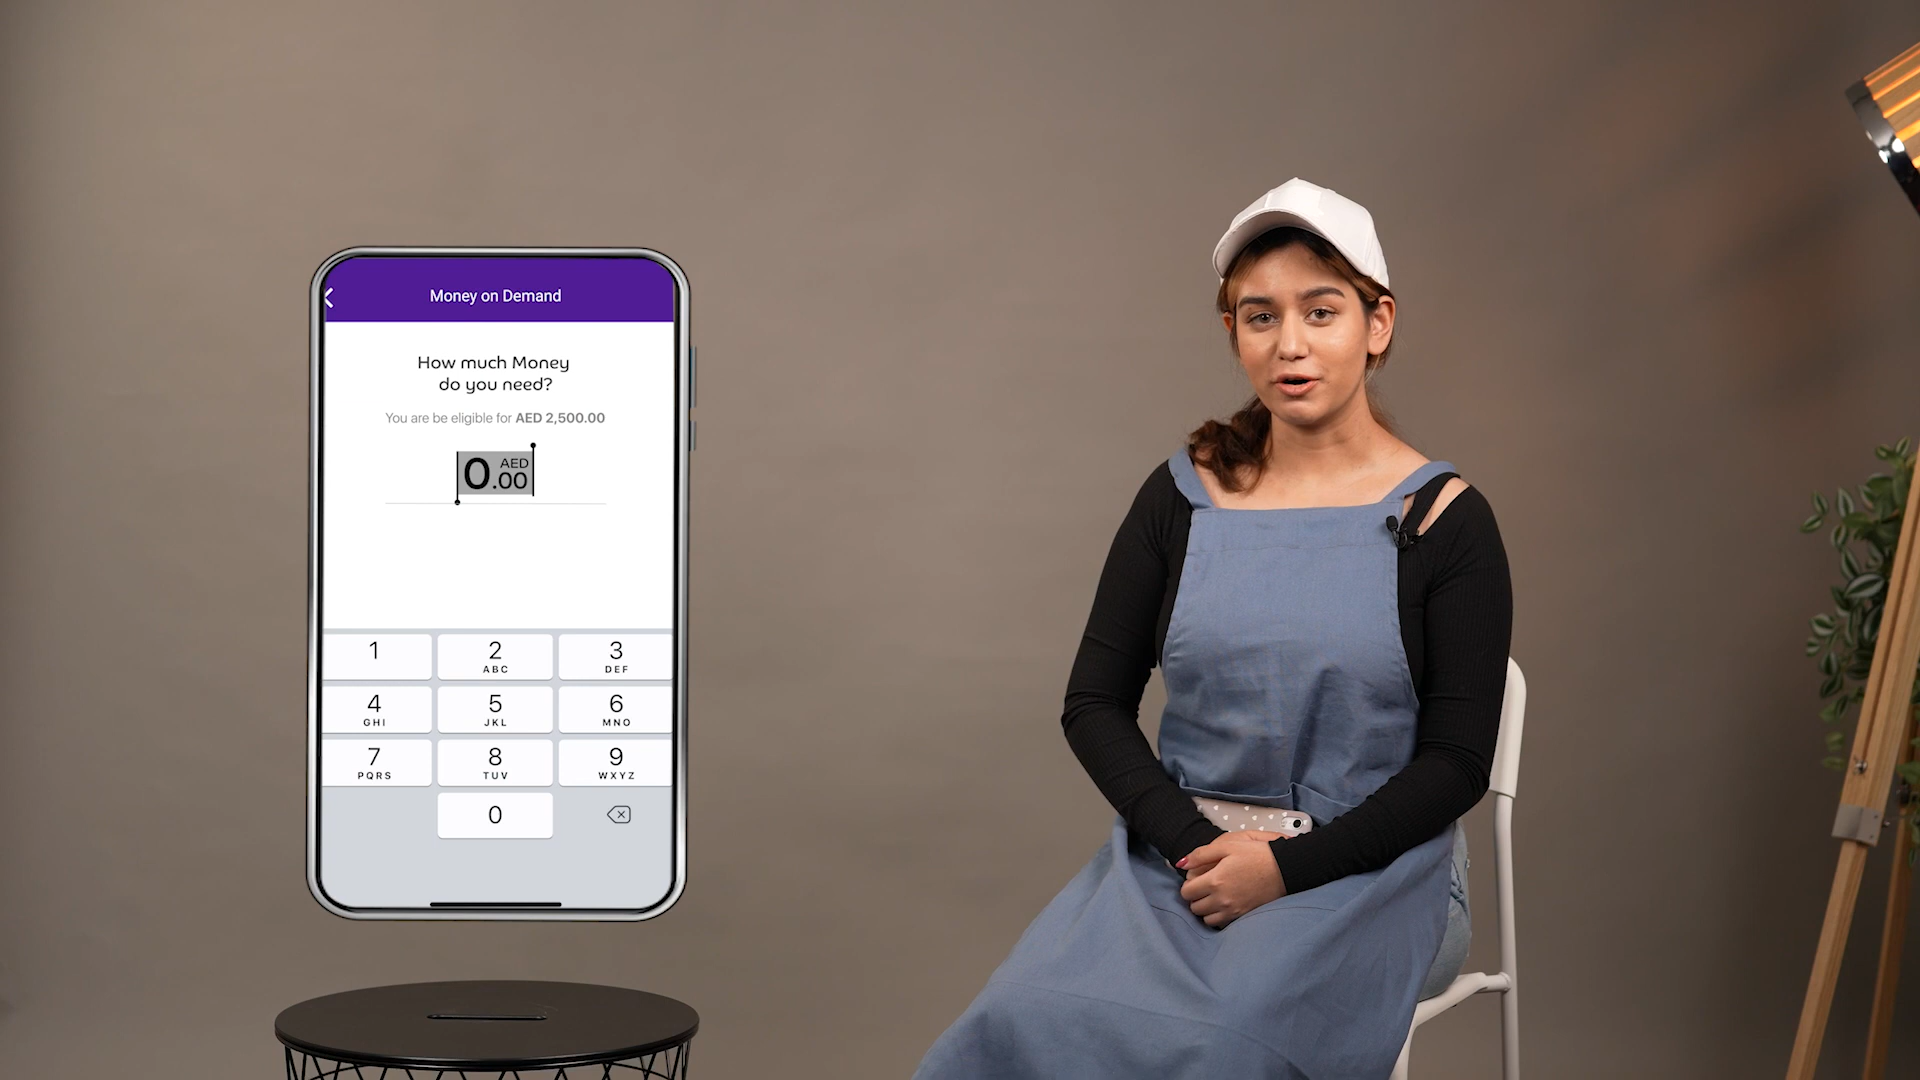 Money on Demand
How much Money
do you need?
You are be eligible for AED 2,500.00
0.00 AED
1
2
ABC
3
DEF
4
GHI
5
JKL
6
MNO
7
PQRS
8
TUV
9
WXYZ
0